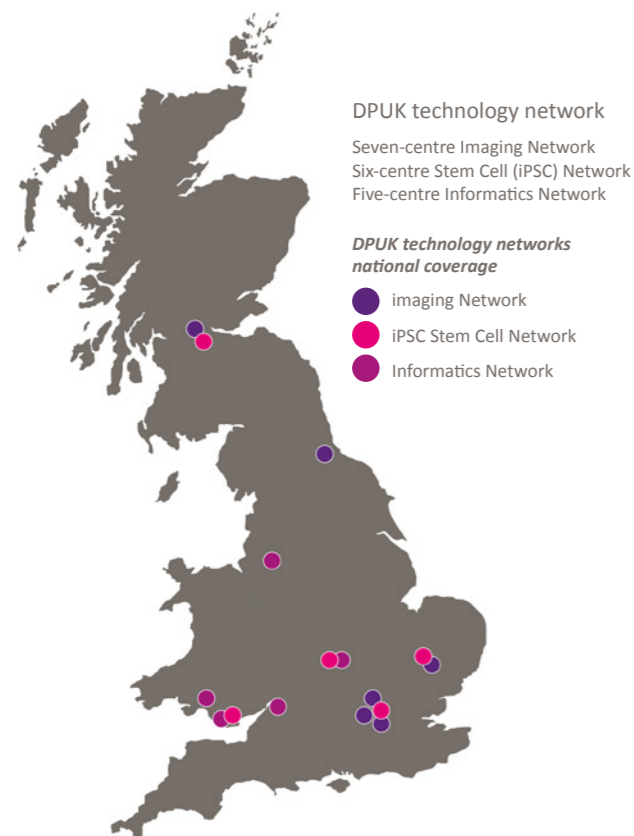 DPUK technology network
Seven-centre Imaging Network
Six-centre Stem Cell (iPSC) Network
Five-centre Informatics Network
DPUK technology networks
national coverage
imaging Network
iPSC Stem Cell Network
Informatics Network